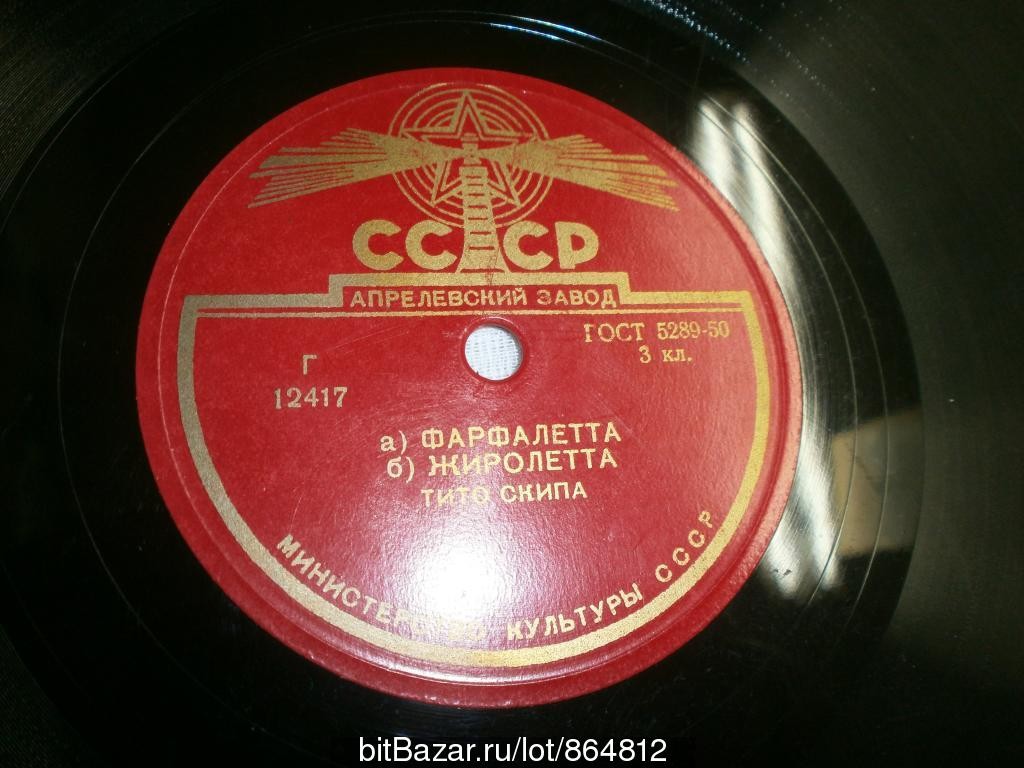 СССР
АПРЕЛЕВСКИЙ ЗАВОД
ГОСТ 5289-50
3 кл.
Г
12417
а) ФАРФАЛЕТТА
б) ЖИРОЛЕТТА
ТИТО СКИПА
МИНИСТЕРСТВО КУЛЬТУРЫ СССР
bitBazar.ru/lot/864812